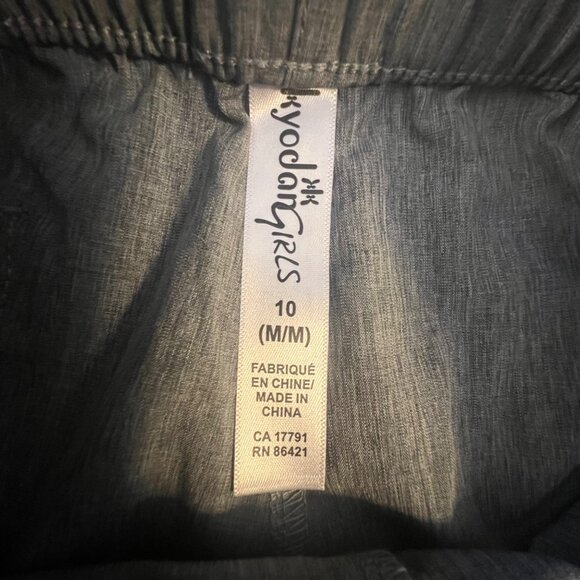 kyodan GIRLS
10
(M/M)
FABRIQUÉ
EN CHINE/
MADE IN
CHINA
CA 17791
RN 86421